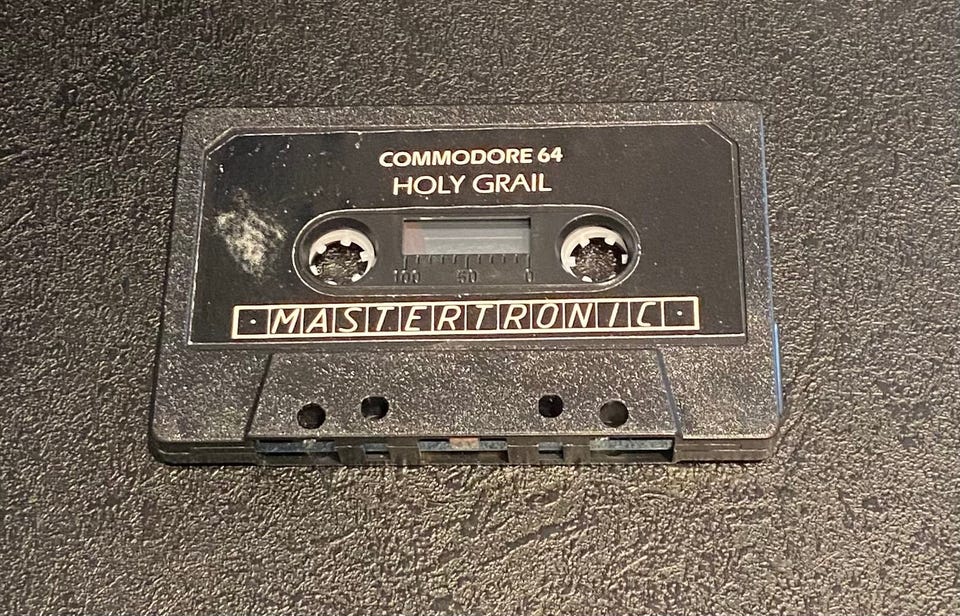 COMMODORE 64
HOLY GRAIL
100 50 0
· MASTERTRONIC ·